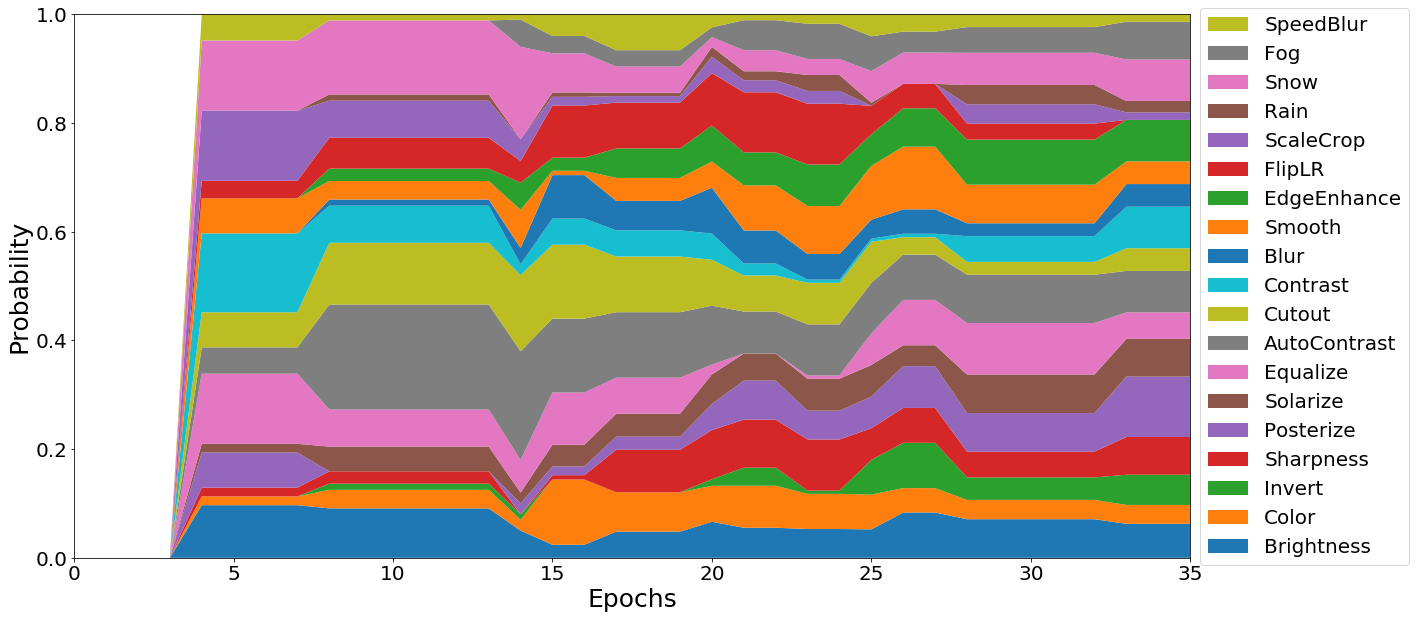 Probability
1.0
0.8
0.6
0.4
0.2
0.0
0 5 10 15 20 25 30 35
Epochs
SpeedBlur
Fog
Snow
Rain
ScaleCrop
FlipLR
EdgeEnhance
Smooth
Blur
Contrast
Cutout
AutoContrast
Equalize
Solarize
Posterize
Sharpness
Invert
Color
Brightness